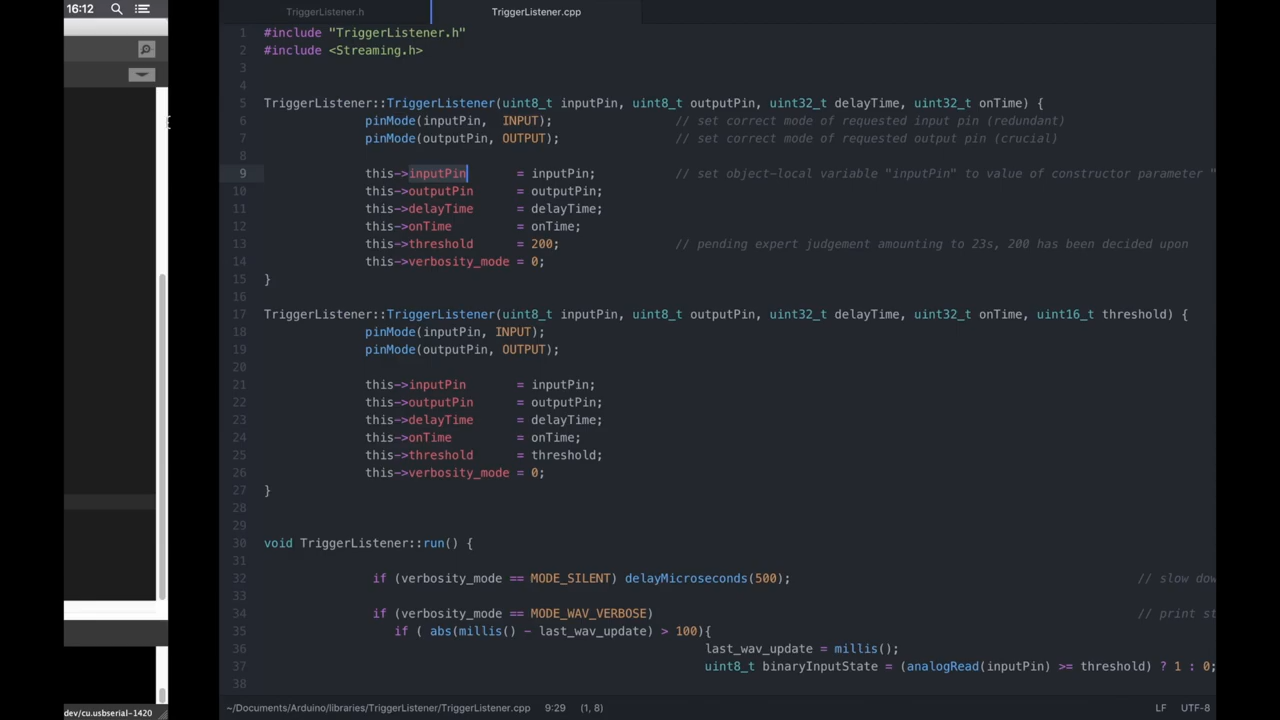 16:12
TriggerListener.h
TriggerListener.cpp
1 #include "TriggerListener.h"
2 #include <Streaming.h>
3
4
5 TriggerListener::TriggerListener(uint8_t inputPin, uint8_t outputPin, uint32_t delayTime, uint32_t onTime) {
6 pinMode(inputPin, INPUT); // set correct mode of requested input pin (redundant)
7 pinMode(outputPin, OUTPUT); // set correct mode of requested output pin (crucial)
8
9 this->inputPin = inputPin; // set object-local variable "inputPin" to value of constructor parameter "
10 this->outputPin = outputPin;
11 this->delayTime = delayTime;
12 this->onTime = onTime;
13 this->threshold = 200; // pending expert judgement amounting to 23s, 200 has been decided upon
14 this->verbosity_mode = 0;
15 }
16
17 TriggerListener::TriggerListener(uint8_t inputPin, uint8_t outputPin, uint32_t delayTime, uint32_t onTime, uint16_t threshold) {
18 pinMode(inputPin, INPUT);
19 pinMode(outputPin, OUTPUT);
20
21 this->inputPin = inputPin;
22 this->outputPin = outputPin;
23 this->delayTime = delayTime;
24 this->onTime = onTime;
25 this->threshold = threshold;
26 this->verbosity_mode = 0;
27 }
28
29
30 void TriggerListener::run() {
31
32 if (verbosity_mode == MODE_SILENT) delayMicroseconds(500); // slow dow
33
34 if (verbosity_mode == MODE_WAV_VERBOSE) // print st
35 if ( abs(millis() - last_wav_update) > 100){
36 last_wav_update = millis();
37 uint8_t binaryInputState = (analogRead(inputPin) >= threshold) ? 1 : 0;
38
dev/cu.usbserial-1420
~/Documents/Arduino/libraries/TriggerListener/TriggerListener.cpp 9:29 (1, 8) LF UTF-8